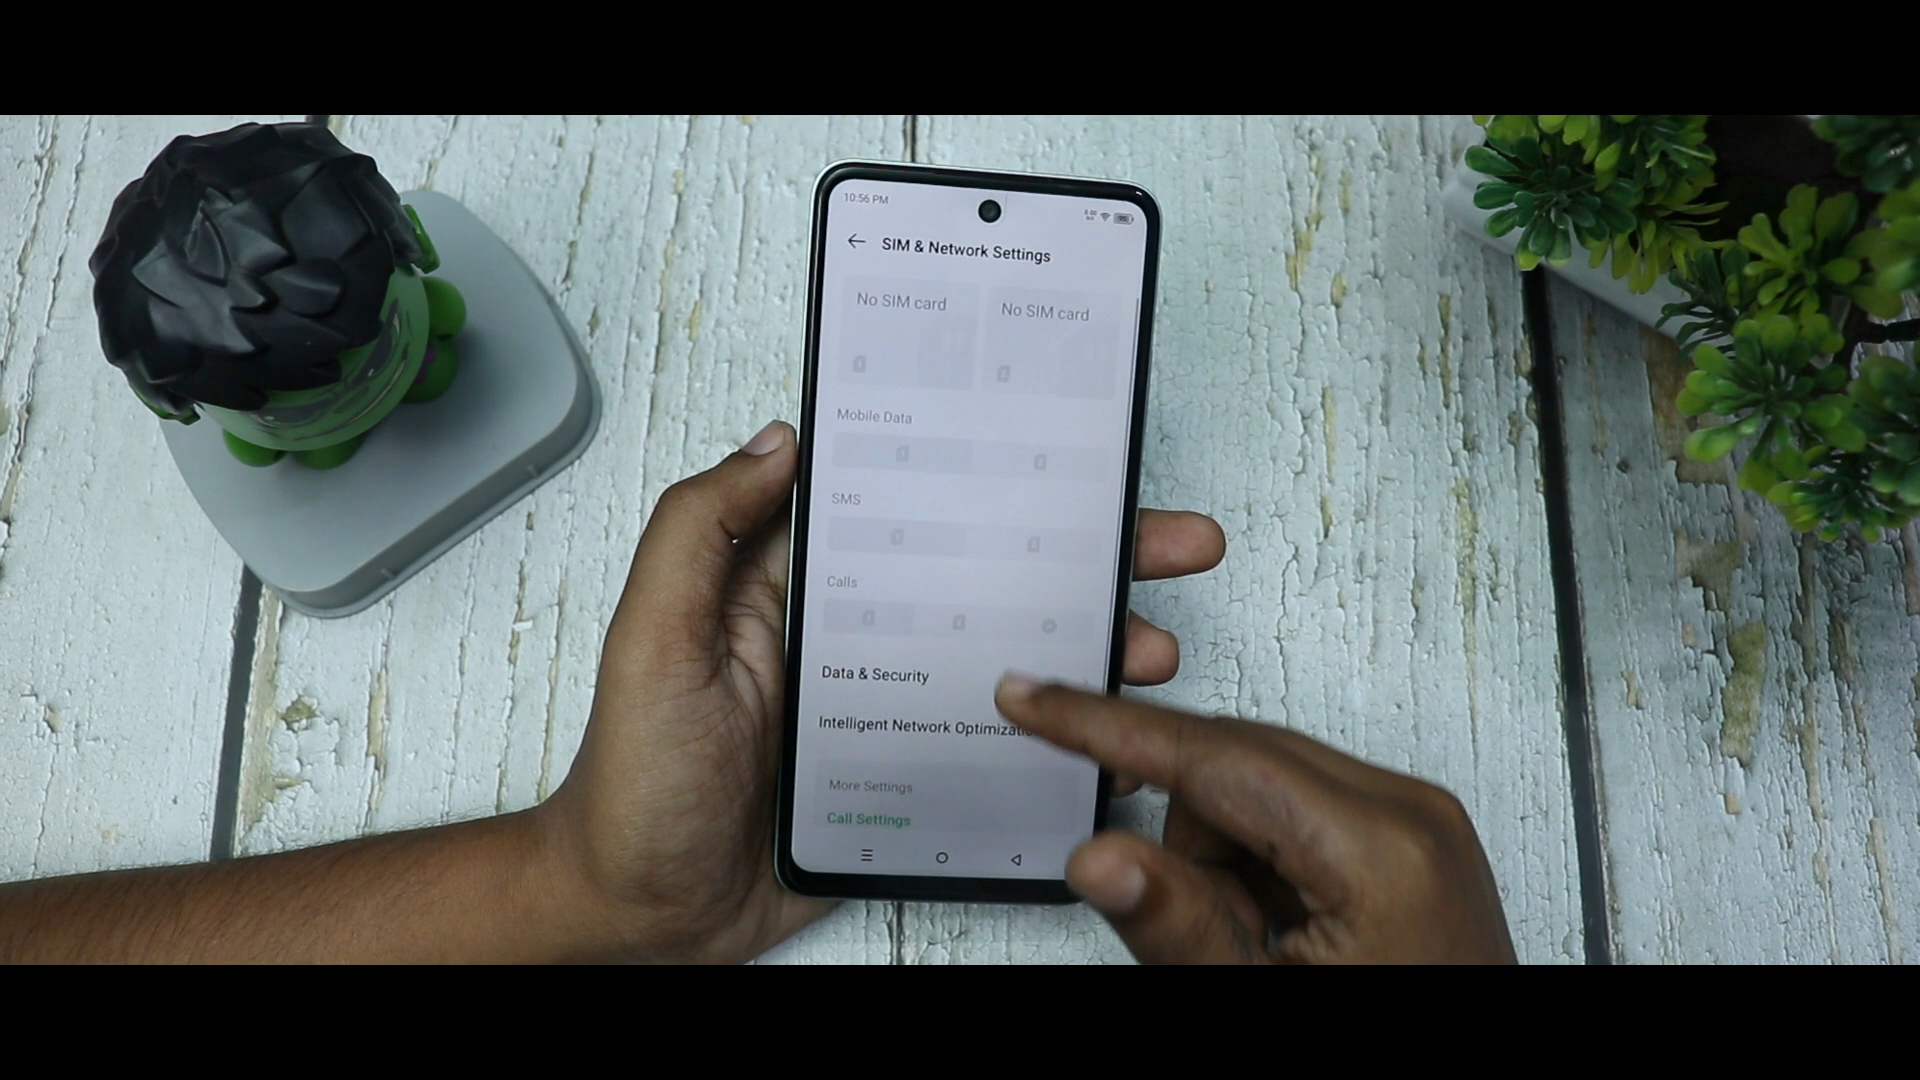 10:56 PM
SIM & Network Settings
No SIM card
No SIM card
Mobile Data
SMS
Calls
Data & Security
Intelligent Network
More Settings
Call Settings